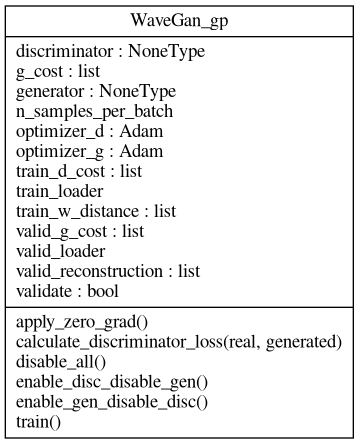 WaveGan_gp
discriminator : NoneType
g_cost : list
generator : NoneType
n_samples_per_batch
optimizer_d : Adam
optimizer_g : Adam
train_d_cost : list
train_loader
train_w_distance : list
valid_g_cost : list
valid_loader
valid_reconstruction : list
validate : bool
apply_zero_grad()
calculate_discriminator_loss(real, generated)
disable_all()
enable_disc_disable_gen()
enable_gen_disable_disc()
train()